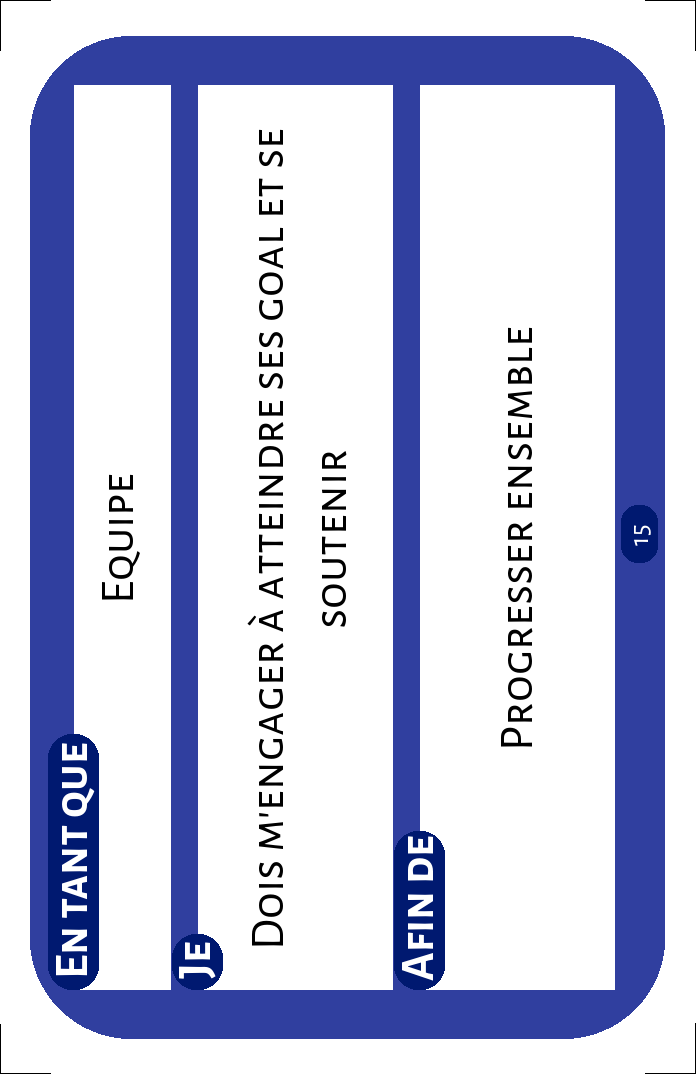 En tant que
Equipe
Je
Dois m'engager à atteindre ses goal et se
soutenir
Afin de
Progresser ensemble
15